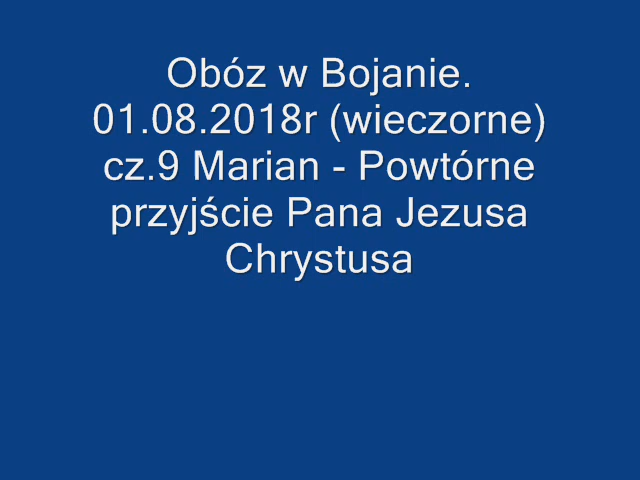 Obóz w Bojanie.
01.08.2018r (wieczorne)
cz.9 Marian - Powtórne
przyjście Pana Jezusa
Chrystusa